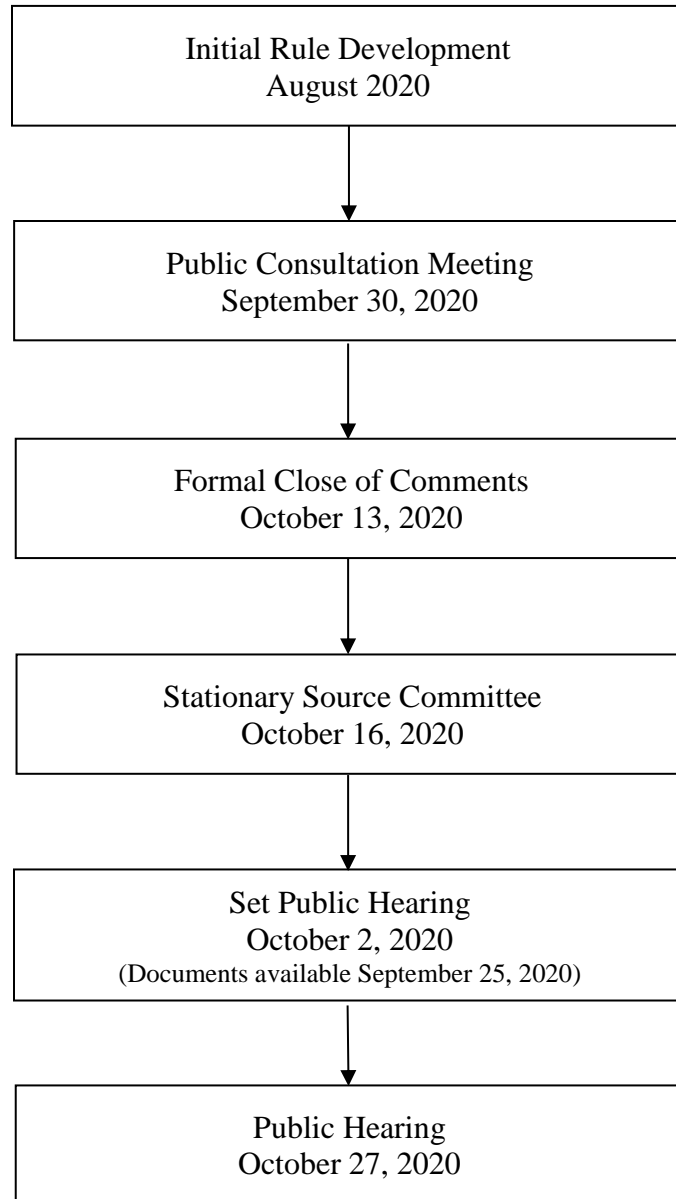 Initial Rule Development
August 2020
Public Consultation Meeting
September 30, 2020
Formal Close of Comments
October 13, 2020
Stationary Source Committee
October 16, 2020
Set Public Hearing
October 2, 2020
(Documents available September 25, 2020)
Public Hearing
October 27, 2020